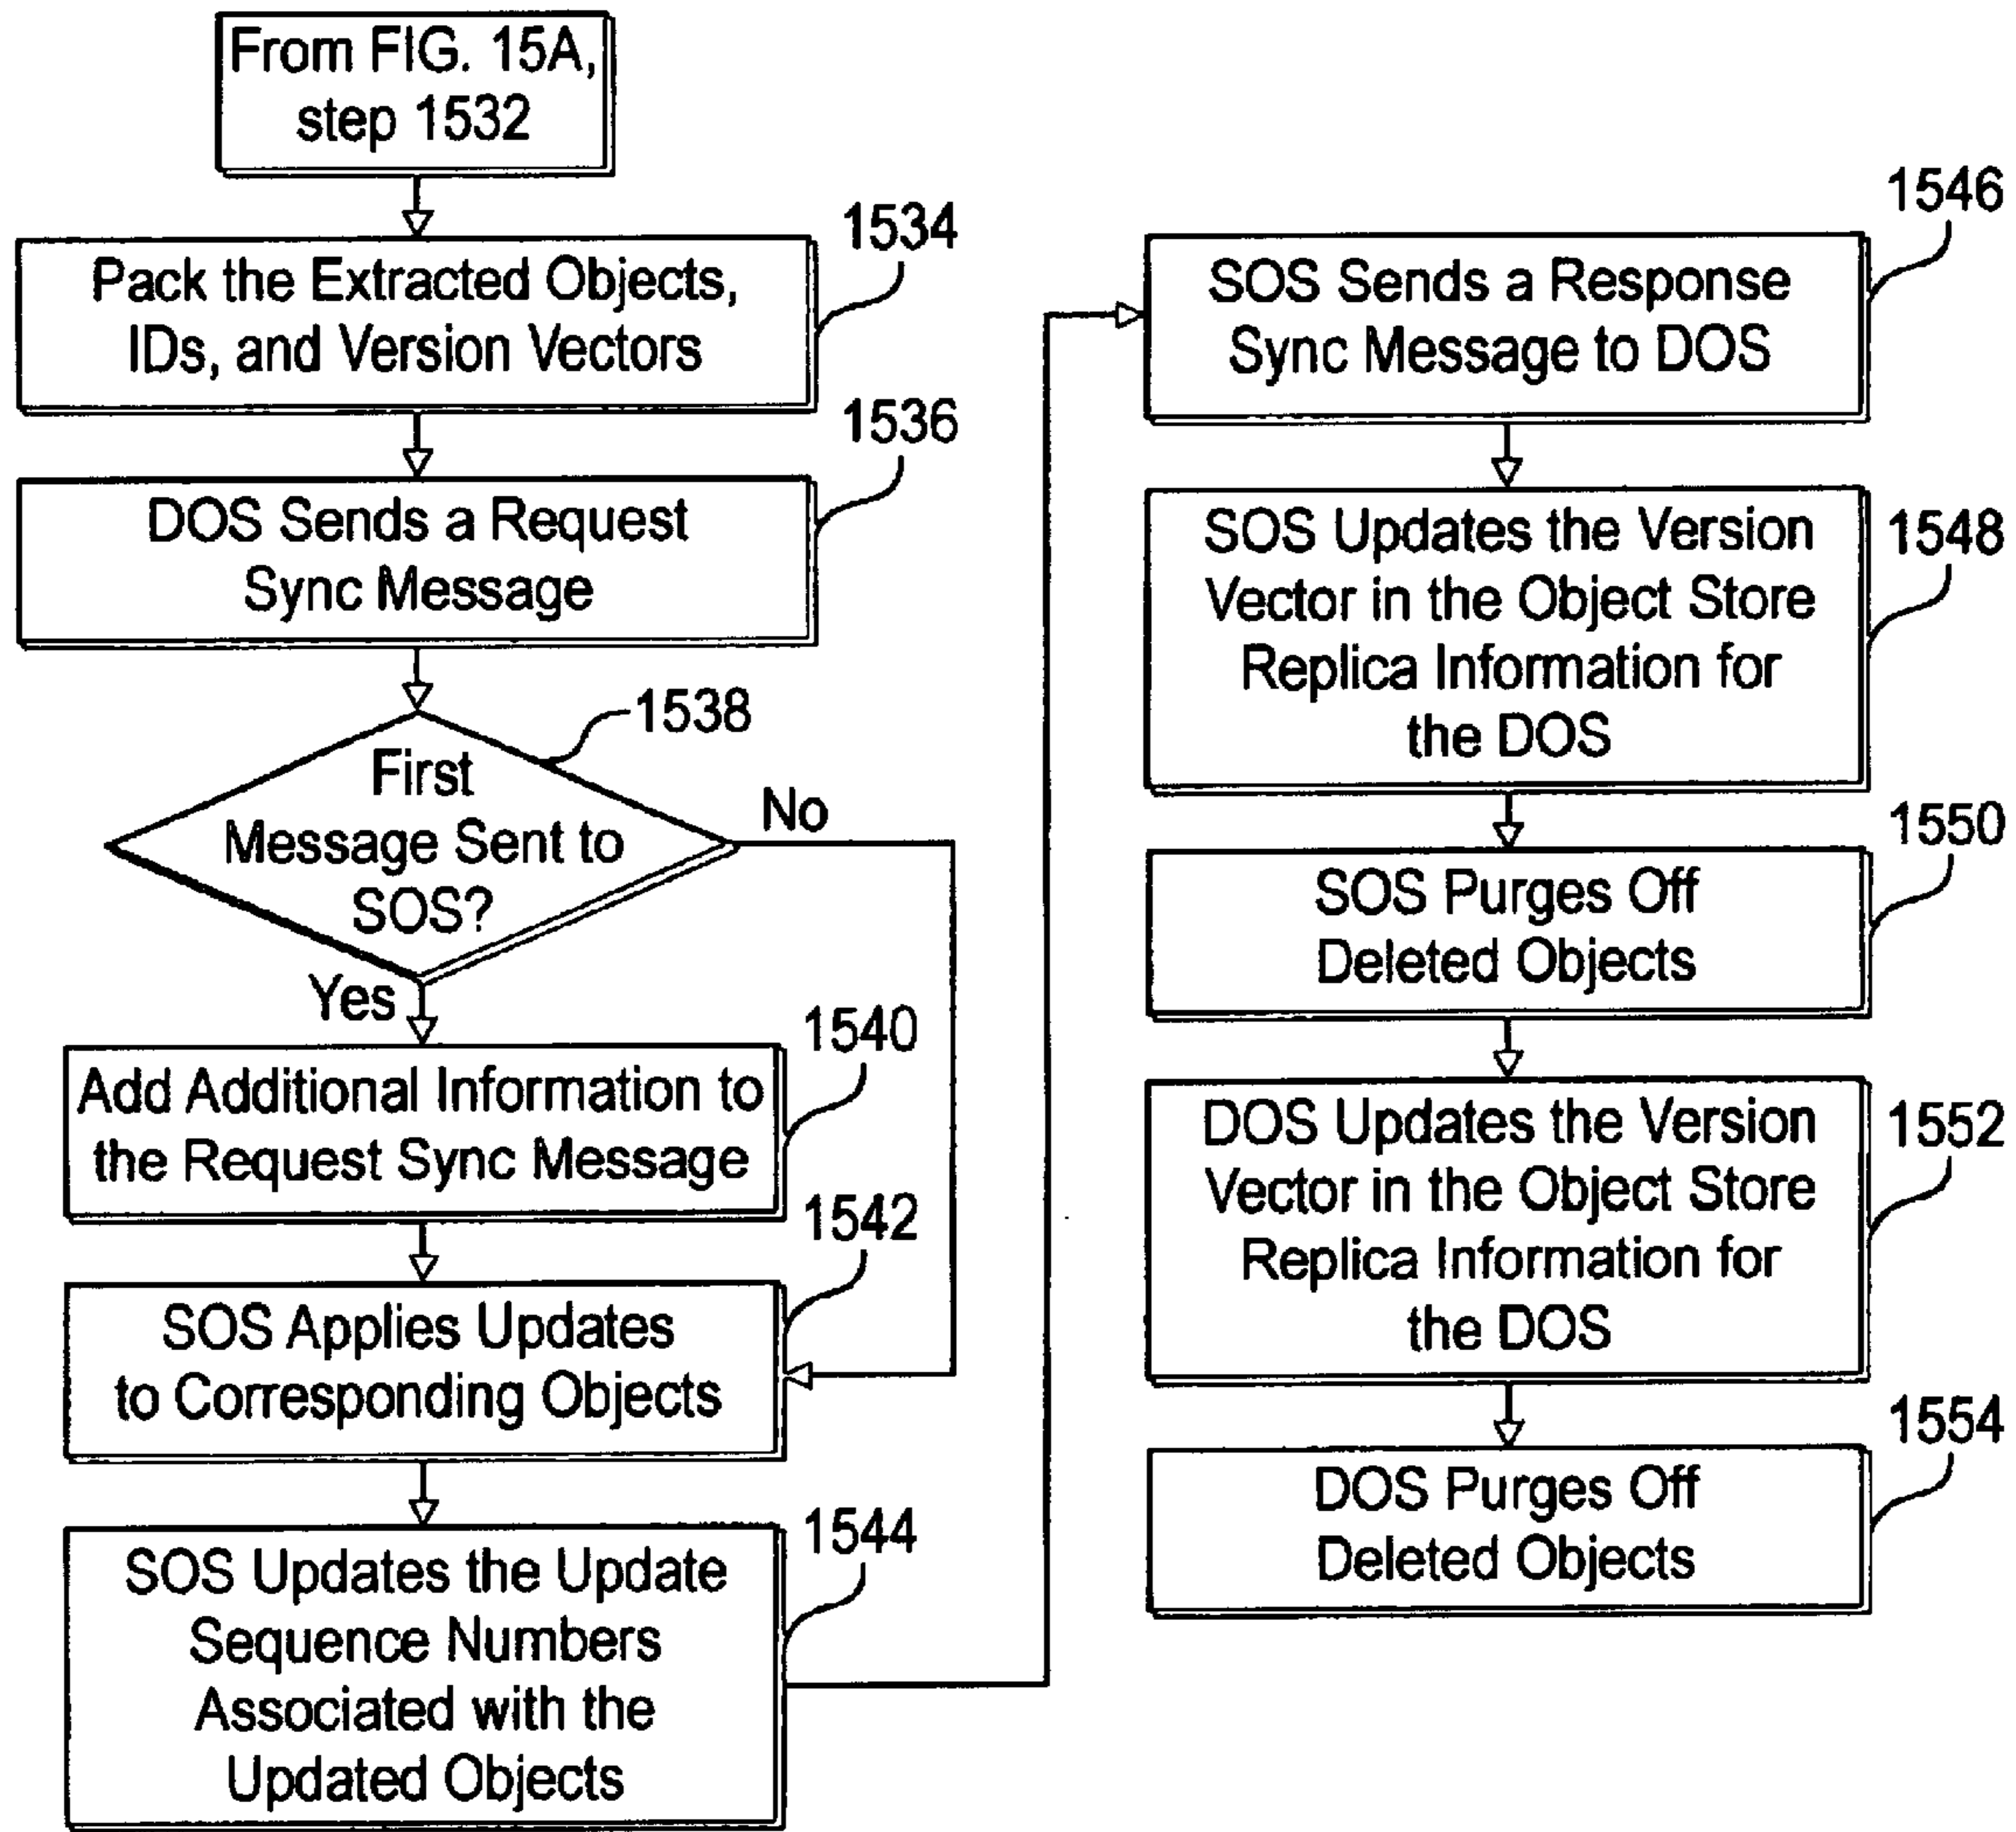 From FIG. 15A,
step 1532
1534
Pack the Extracted Objects,
IDs, and Version Vectors
1536
DOS Sends a Request
Sync Message
1538
First
Message Sent to
SOS?
No
Yes
1540
Add Additional Information to
the Request Sync Message
1542
SOS Applies Updates
to Corresponding Objects
1544
SOS Updates the Update
Sequence Numbers
Associated with the
Updated Objects
1546
SOS Sends a Response
Sync Message to DOS
1548
SOS Updates the Version
Vector in the Object Store
Replica Information for
the DOS
1550
SOS Purges Off
Deleted Objects
1552
DOS Updates the Version
Vector in the Object Store
Replica Information for
the DOS
1554
DOS Purges Off
Deleted Objects